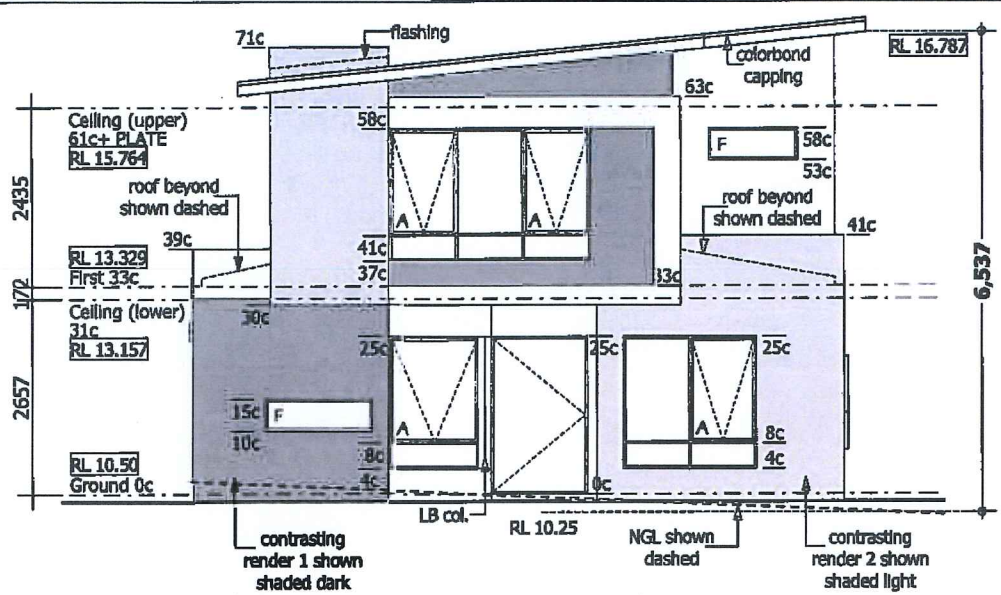 71c
flashing
RL 16.787
colorbond
capping
63c
Ceiling (upper)
61c+ PLATE
RL 15.764
58c
F
58c
53c
2435
roof beyond
shown dashed
A
A
roof beyond
shown dashed
39c
41c
41c
RL 13.329
First 33c
37c
33c
6,537
172
Ceiling (lower)
31c
RL 13.157
30c
25c
25c
25c
2657
15c
F
10c
A
A
8c
8c
4c
4c
RL 10.50
Ground 0c
0c
LB col.
RL 10.25
contrasting
render 1 shown
shaded dark
NGL shown
dashed
contrasting
render 2 shown
shaded light